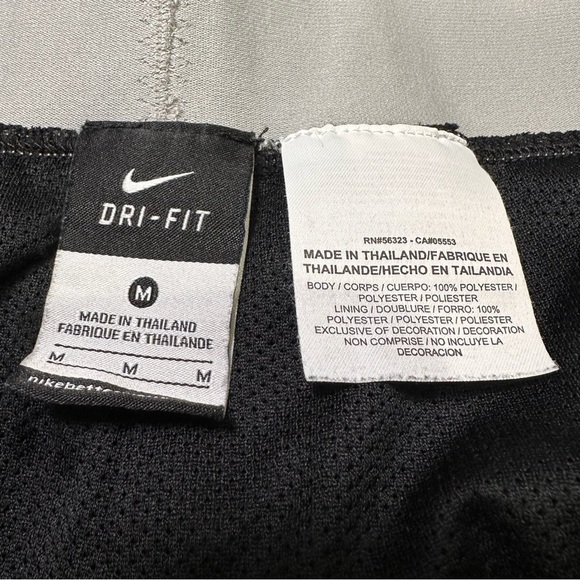 DRI-FIT
M
MADE IN THAILAND
FABRIQUE EN THAILANDE
M M M
RN#56323 - CA#05553
MADE IN THAILAND/FABRIQUE EN
THAILANDE/HECHO EN TAILANDIA
BODY / CORPS / CUERPO: 100% POLYESTER /
POLYESTER / POLIESTER
LINING / DOUBLURE / FORRO: 100%
POLYESTER / POLYESTER / POLIESTER
EXCLUSIVE OF DECORATION / DECORATION
NON COMPRISE / NO INCLUYE LA
DECORACION